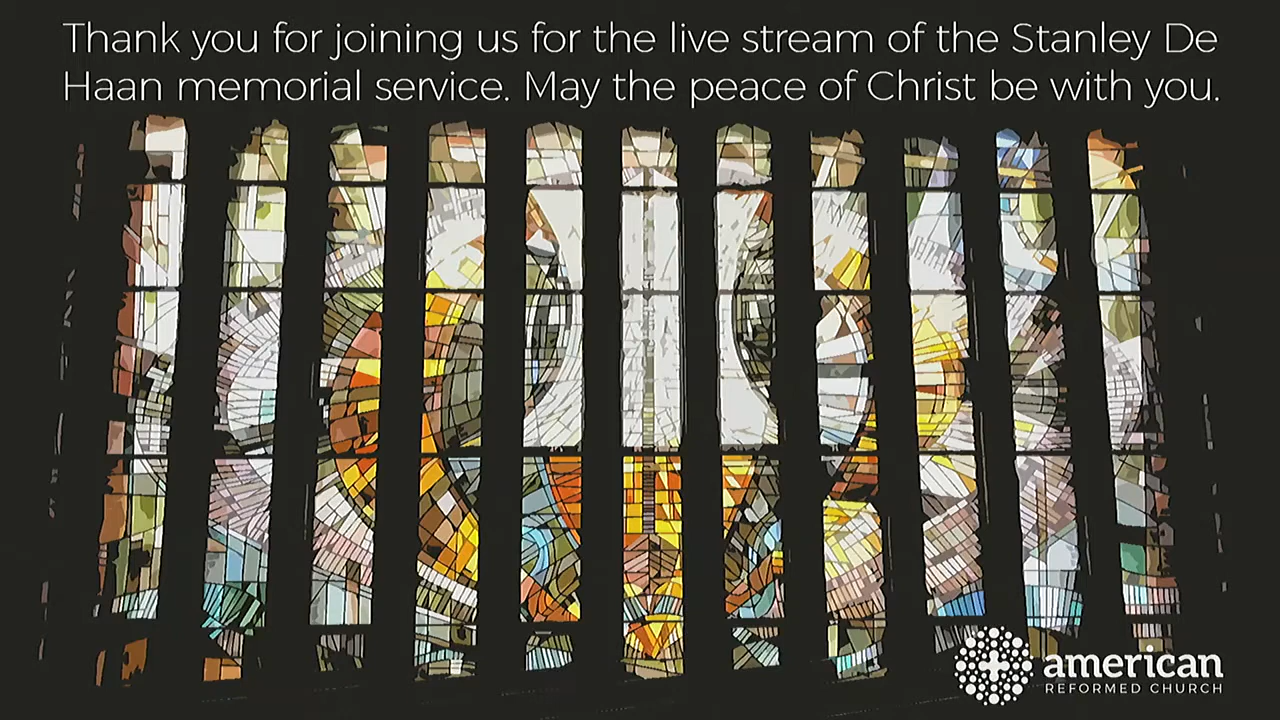 Thank you for joining us for the live stream of the Stanley De
Haan memorial service. May the peace of Christ be with you.
american
REFORMED CHURCH